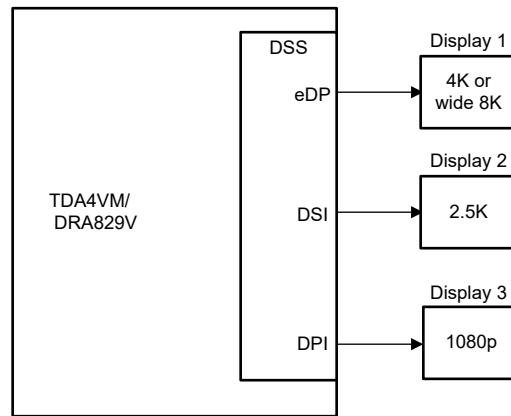 DSS
Display 1
eDP
4K or
wide 8K
Display 2
TDA4VM/
DRA829V
DSI
2.5K
Display 3
DPI
1080p